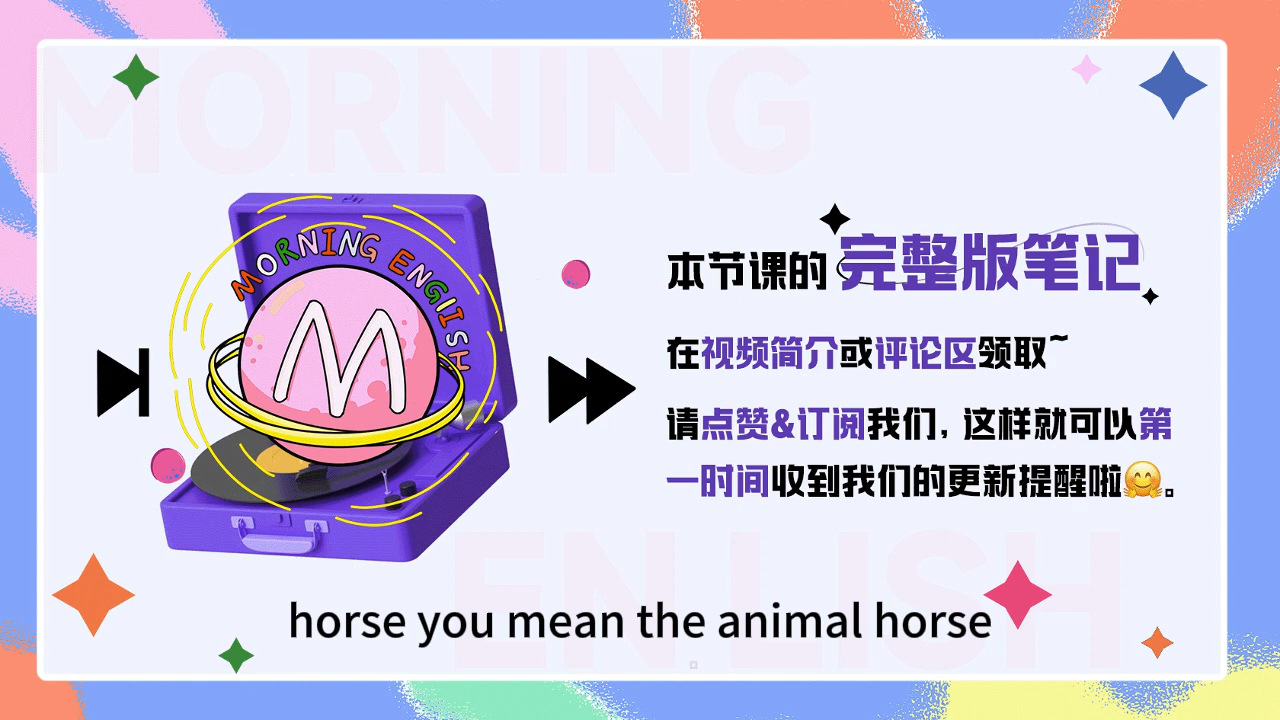 MORNING
MORNING ENGlISH
M
本节课的 完整版笔记
在视频简介或评论区领取~
请点赞&订阅我们, 这样就可以第
一时间收到我们的更新提醒啦🤗。
EN LISH
horse you mean the animal horse